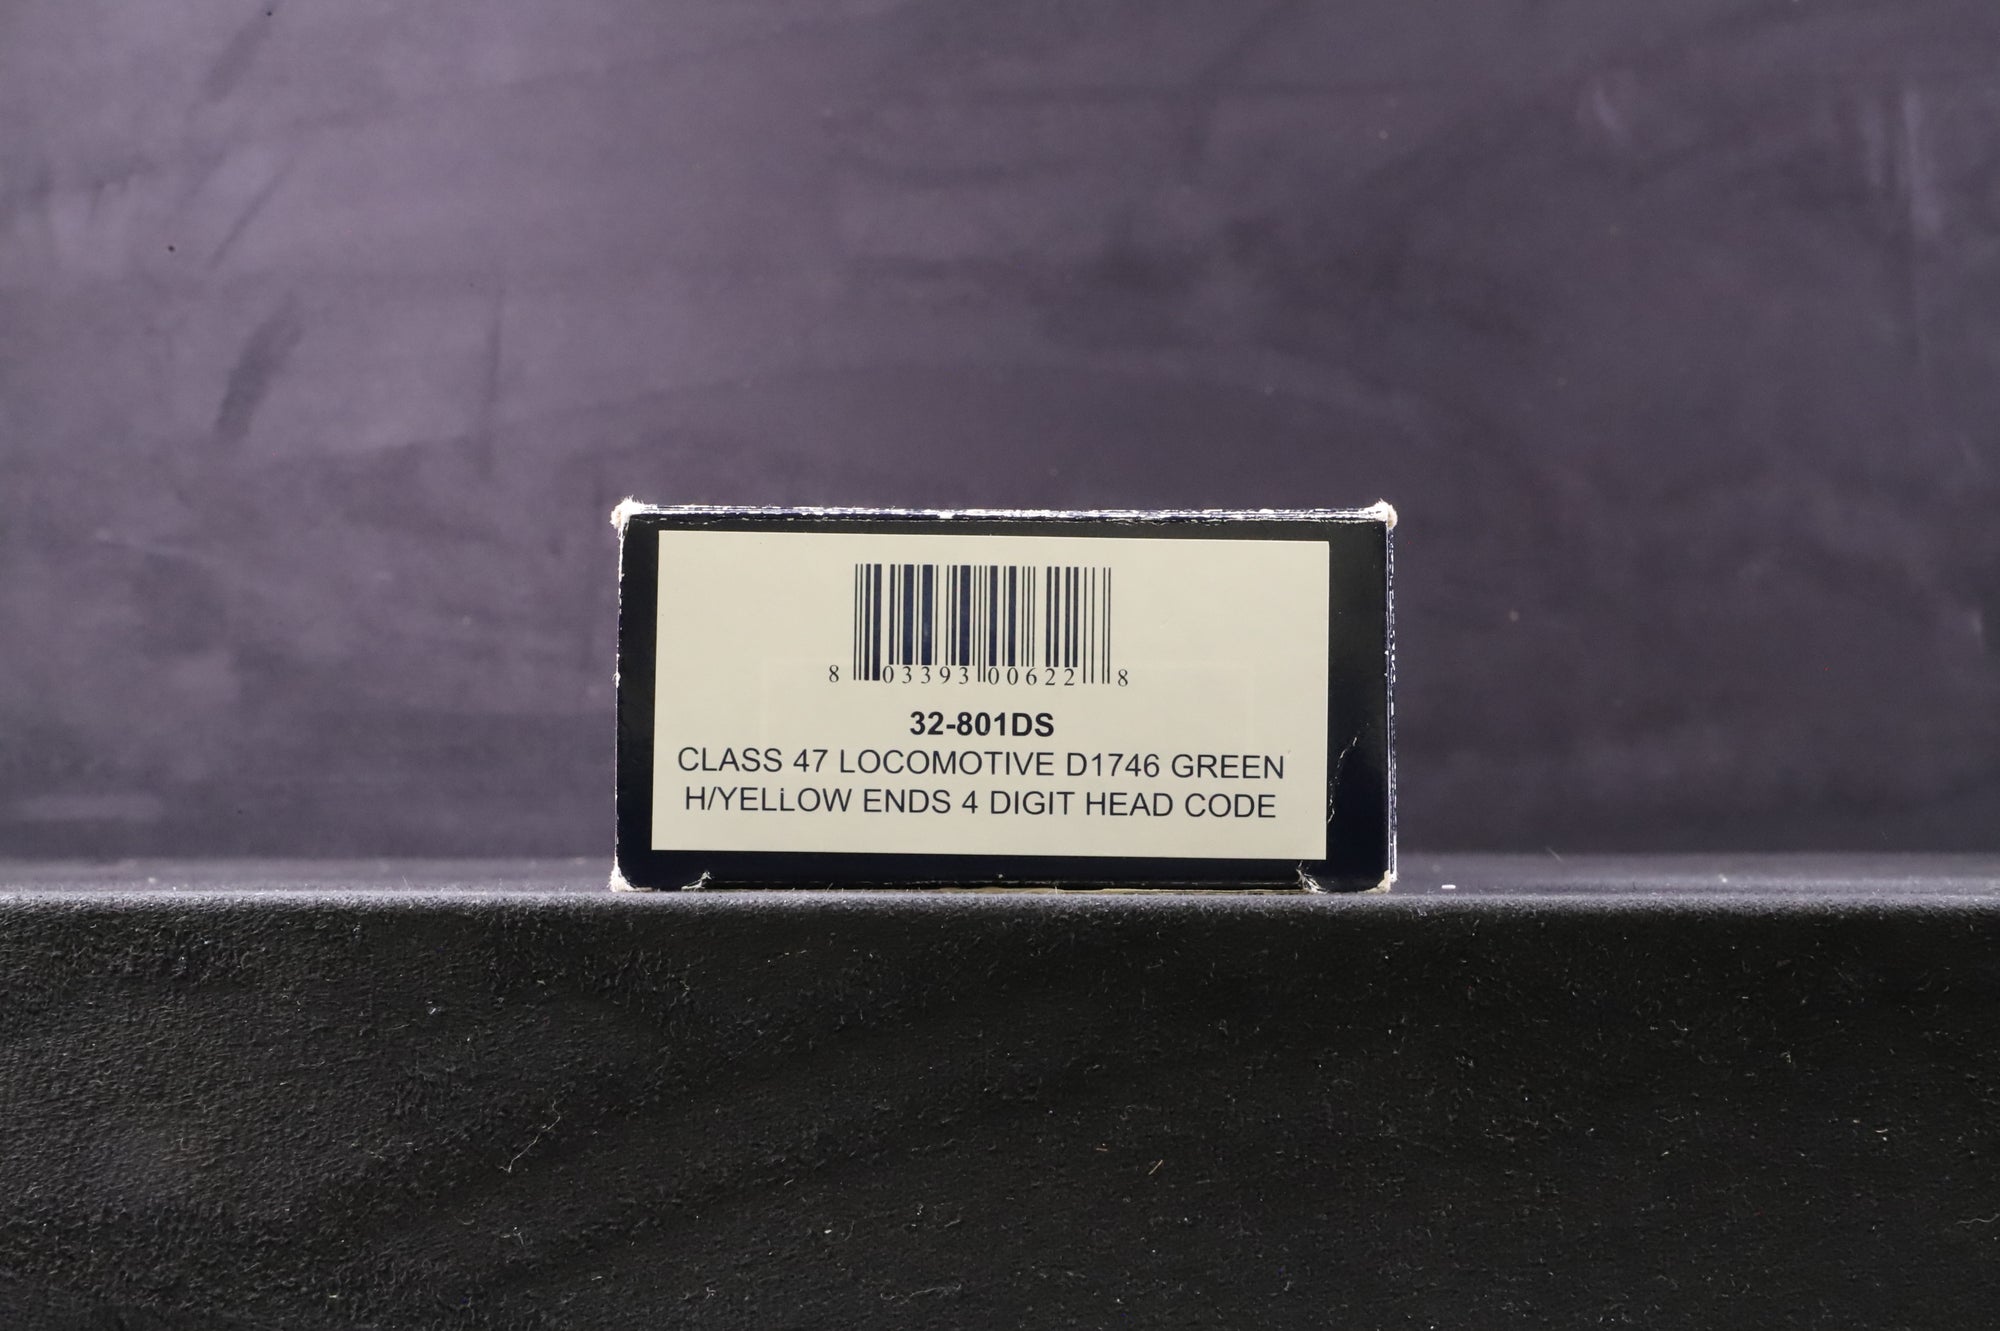 8 03393 00622 8
32-801DS
CLASS 47 LOCOMOTIVE D1746 GREEN
H/YELLOW ENDS 4 DIGIT HEAD CODE